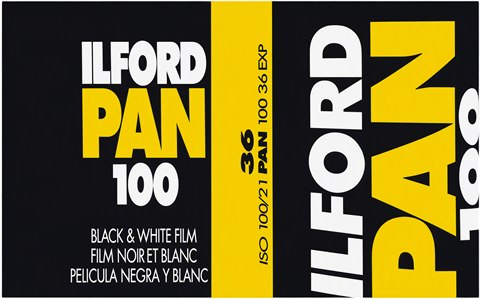 ILFORD
PAN
100
BLACK & WHITE FILM
FILM NOIR ET BLANC
PELICULA NEGRA Y BLANC
36
ISO 100/21 PAN 100 36 EXP
ILFORD
PAN
100